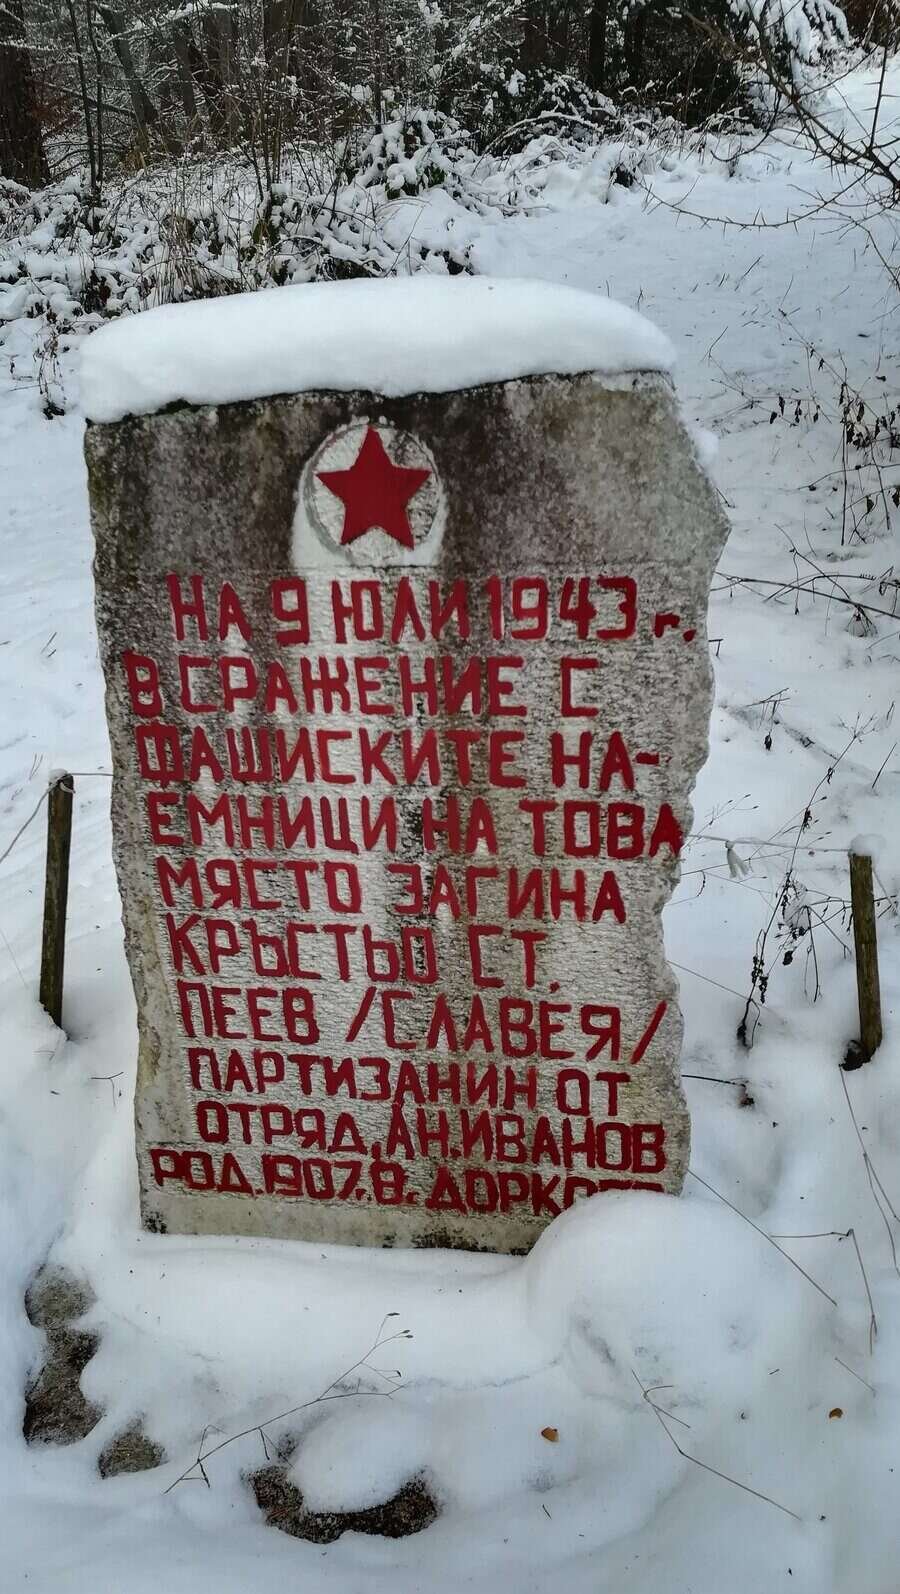 НА 9 ЮЛИ 1943 г.
В СРАЖЕНИЕ С
ФАШИСКИТЕ НА-
ЕМНИЦИ НА ТОВА
МЯСТО ЗАГИНА
КРЪСТЬО СТ.
ПЕЕВ /СЛАВЕЯ/
ПАРТИЗАНИН ОТ
ОТРЯД,АН.ИВАНОВ
РОД.1907г.В г.